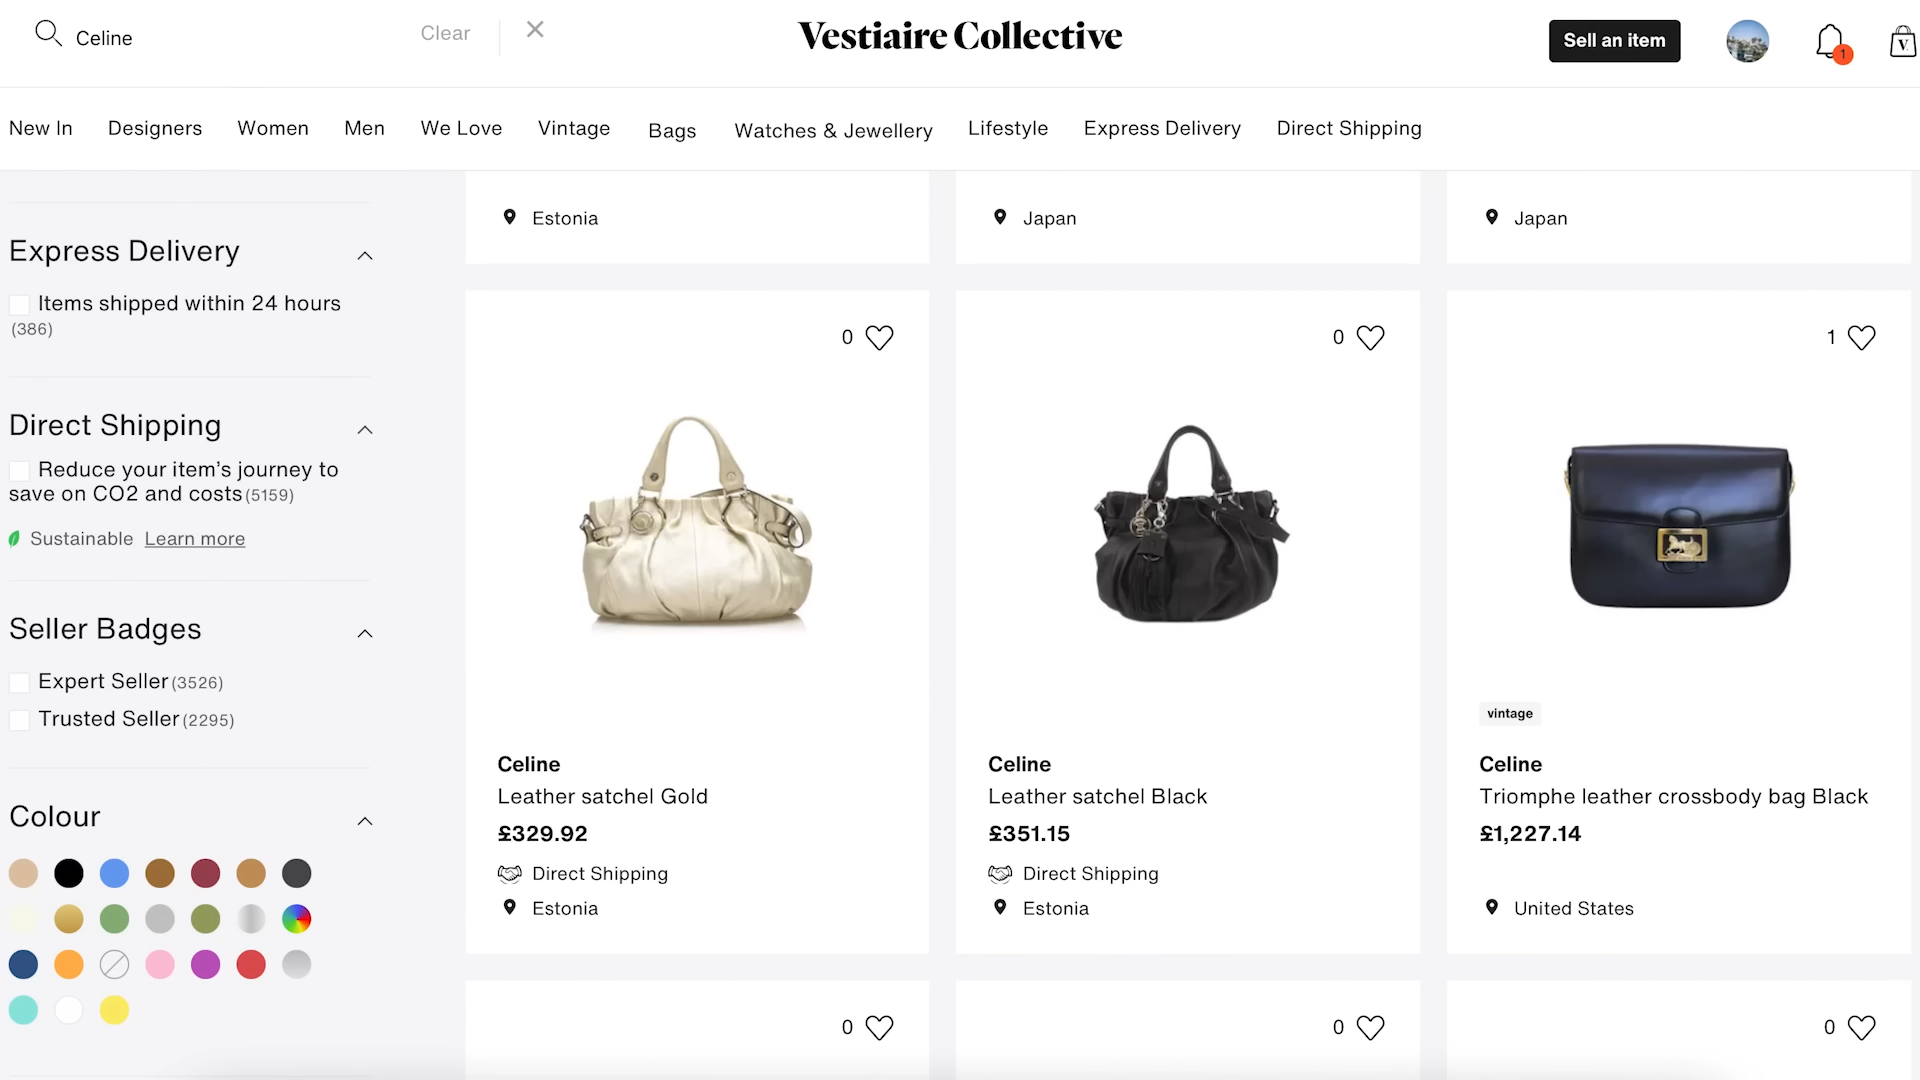 Celine
Clear
Vestiaire Collective
Sell an item
1
V.
New In
Designers
Women
Men
We Love
Vintage
Bags
Watches & Jewellery
Lifestyle
Express Delivery
Direct Shipping
Express Delivery
Items shipped within 24 hours
(386)
Direct Shipping
Reduce your item's journey to
save on CO2 and costs (5159)
Sustainable Learn more
Seller Badges
Expert Seller (3526)
Trusted Seller (2295)
Colour
Estonia
Japan
Japan
0
Celine
Leather satchel Gold
£329.92
Direct Shipping
Estonia
0
Celine
Leather satchel Black
£351.15
Direct Shipping
Estonia
1
vintage
Celine
Triomphe leather crossbody bag Black
£1,227.14
United States
0
0
0